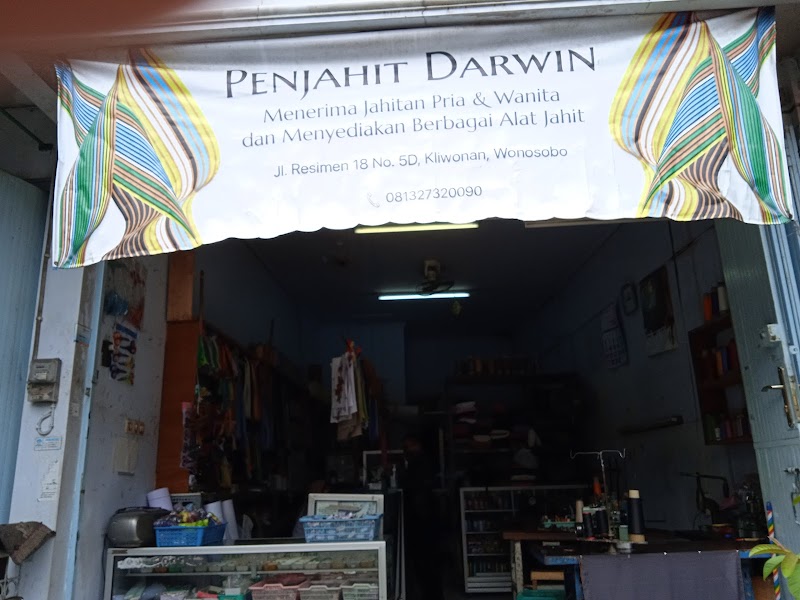 PENJAHIT DARWIN
Menerima Jahitan Pria & Wanita
dan Menyediakan Berbagai Alat Jahit
Jl. Resimen 18 No. 5D, Kliwonan, Wonosobo
081327320090